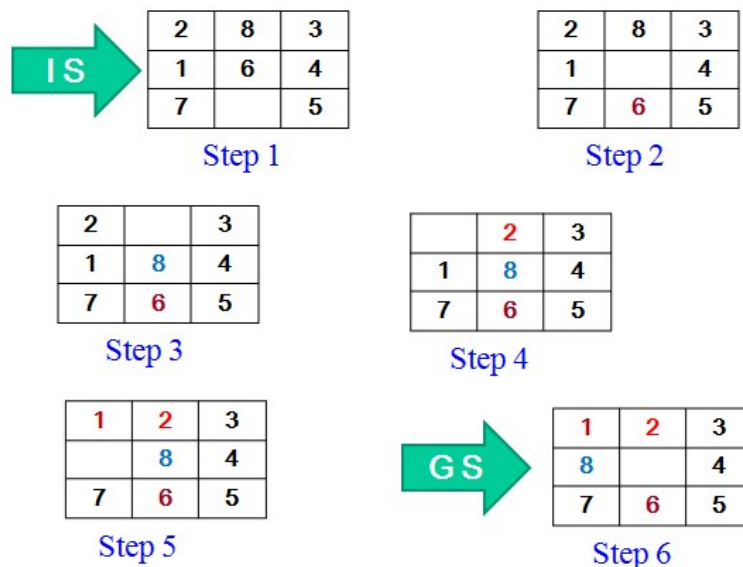 I S
2 8 3
1 6 4
7 5
Step 1
2 8 3
1 4
7 6 5
Step 2
2 3
1 8 4
7 6 5
Step 3
2 3
1 8 4
7 6 5
Step 4
1 2 3
8 4
7 6 5
Step 5
G S
1 2 3
8 4
7 6 5
Step 6